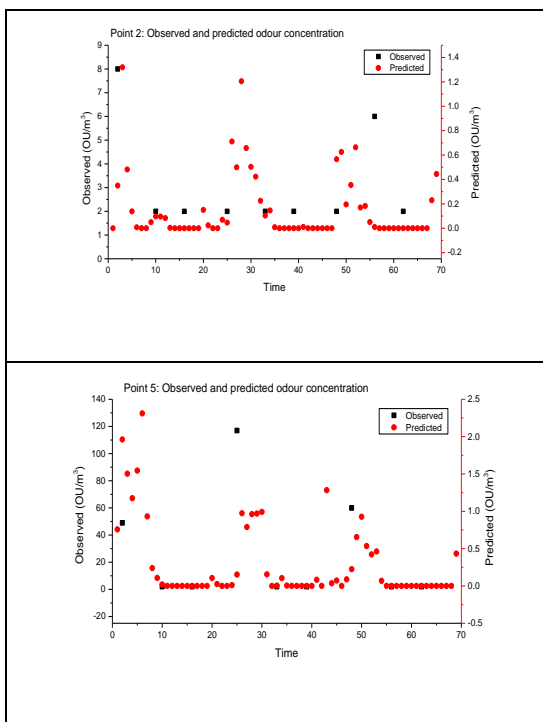 Point 2: Observed and predicted odour concentration
Observed
Predicted
Observed (OU/m³)
9
8
7
6
5
4
3
2
1
0
1.4
1.2
1.0
0.8
0.6
0.4
0.2
0.0
0.2
Predicted (OU/m³)
0 10 20 30 40 50 60 70
Time
Point 5: Observed and predicted odour concentration
Observed
Predicted
Observed (OU/m³)
140
120
100
80
60
40
20
0
-20
2.5
2.0
1.5
1.0
0.5
0.0
-0.5
Predicted (OU/m³)
0 10 20 30 40 50 60 70
Time